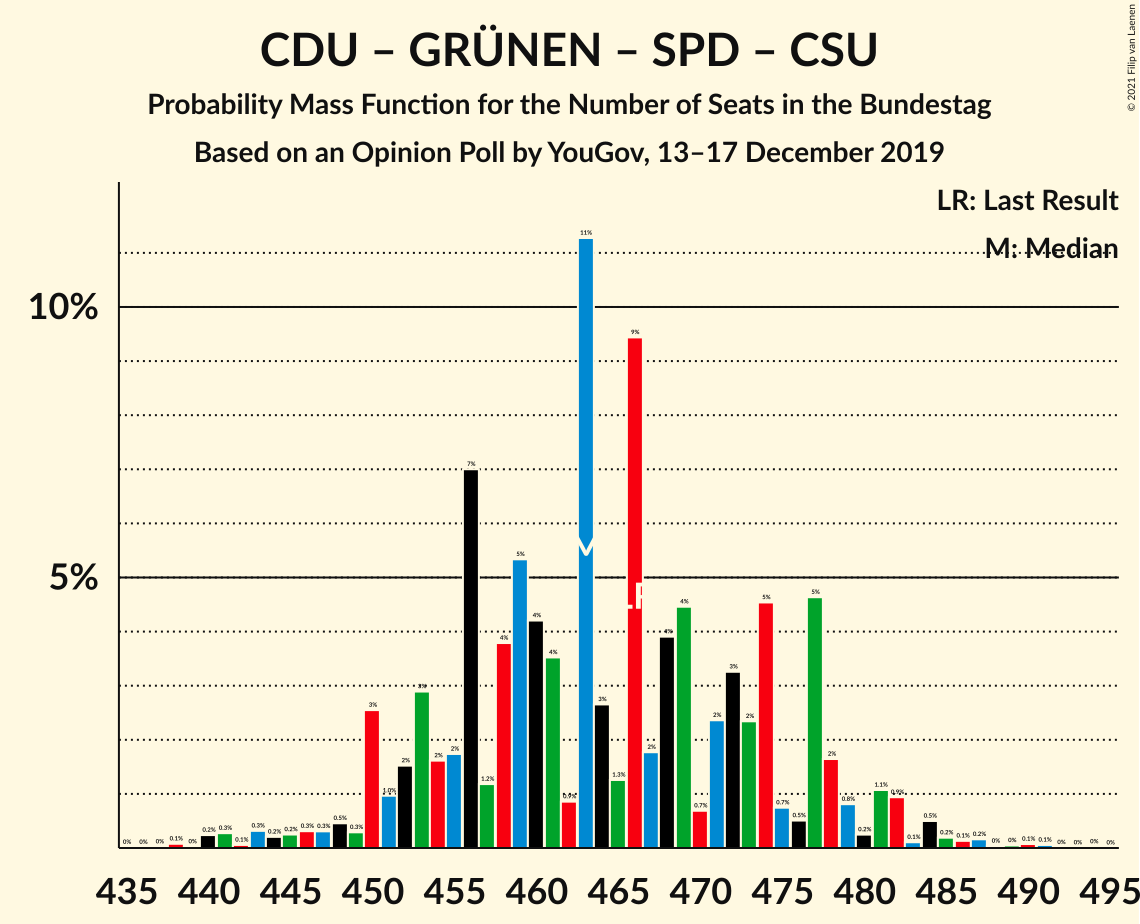 CDU – GRÜNEN – SPD – CSU
Probability Mass Function for the Number of Seats in the Bundestag
Based on an Opinion Poll by YouGov, 13–17 December 2019
© 2021 Filip van Laenen
LR: Last Result
M: Median
10%
5%
0% 0% 0% 0.1% 0% 0.2% 0.3% 0.1% 0.3% 0.2% 0.2% 0.3% 0.3% 0.5% 0.3% 3% 1.0% 2% 3% 2% 2% 7% 1.2% 4% 5% 4% 4% 0.9% 11% 3% 1.3% 9% 2% 4% 4% 0.7% 2% 3% 2% 5% 0.7% 0.5% 5% 2% 0.8% 0.2% 1.1% 0.9% 0.1% 0.5% 0.2% 0.1% 0.2% 0% 0% 0.1% 0.1% 0% 0% 0% 0%
M
LR
435 440 445 450 455 460 465 470 475 480 485 490 495